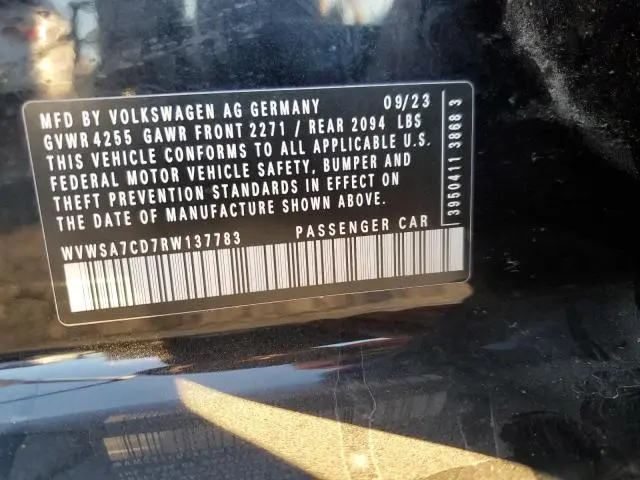 MFD BY VOLKSWAGEN AG GERMANY 09/23
GVWR 4255 GAWR FRONT 2271 / REAR 2094 LBS
THIS VEHICLE CONFORMS TO ALL APPLICABLE U.S.
FEDERAL MOTOR VEHICLE SAFETY, BUMPER AND
THEFT PREVENTION STANDARDS IN EFFECT ON
THE DATE OF MANUFACTURE SHOWN ABOVE.
WVWSA7CD7RW137783 PASSENGER CAR
3950411 3868 3